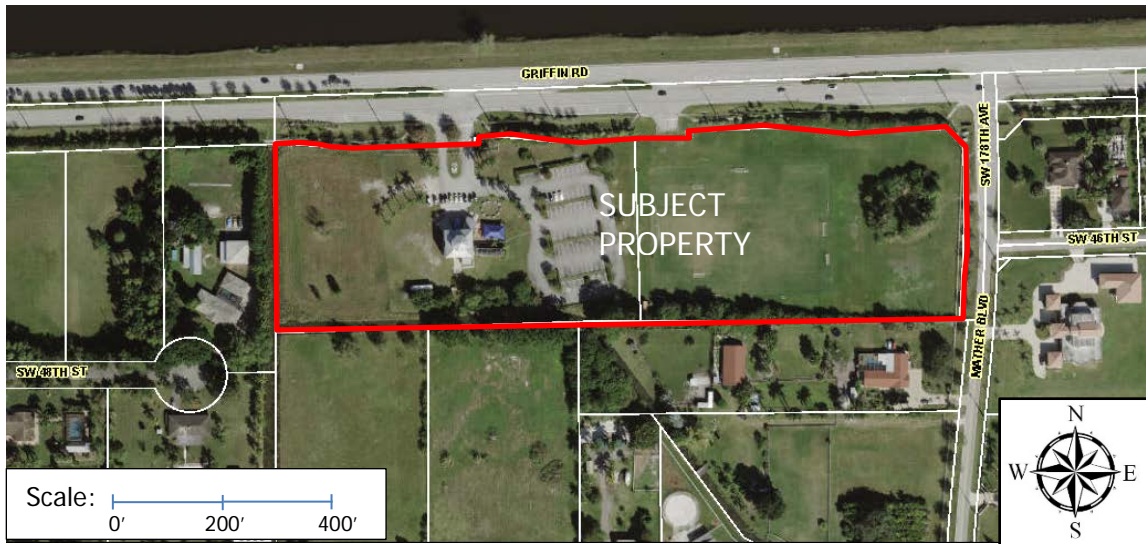 GRIFFIN RD
SW 178TH AVE
SUBJECT
PROPERTY
SW 46TH ST
MATHER BLVD
SW 48TH ST
N
W
E
S
Scale:
0’ 200’ 400’